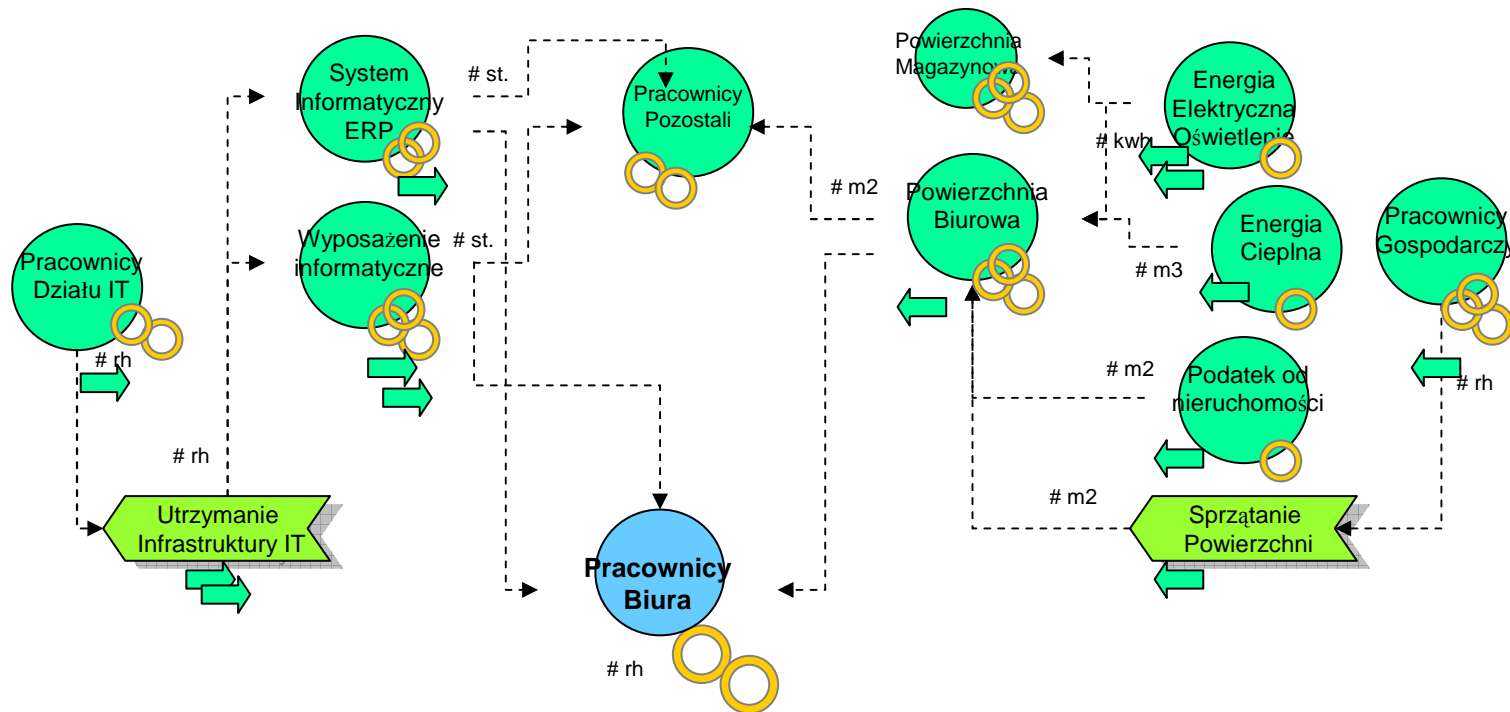 System
Informatyczny
ERP
# st.
Pracownicy
Pozostali
Powierzchnia
Magazynowa
Energia
Elektryczna
Oświetlenie
# kwh
Wyposażenie
informatyczne
# st.
# m2
Powierzchnia
Biurowa
Energia
Cieplna
# m3
Pracownicy
Gospodarczy
Pracownicy
Działu IT
# rh
# m2
Podatek od
nieruchomości
# rh
# rh
Utrzymanie
Infrastruktury IT
# m2
Sprzątanie
Powierzchni
Pracownicy
Biura
# rh